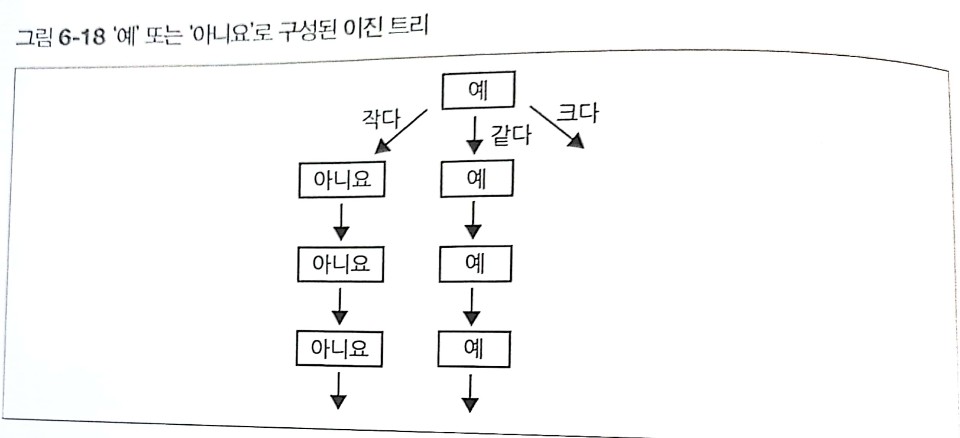 그림 6-18 '예' 또는 '아니요'로 구성된 이진 트리
예
작다
같다
크다
아니요 예
아니요 예
아니요 예